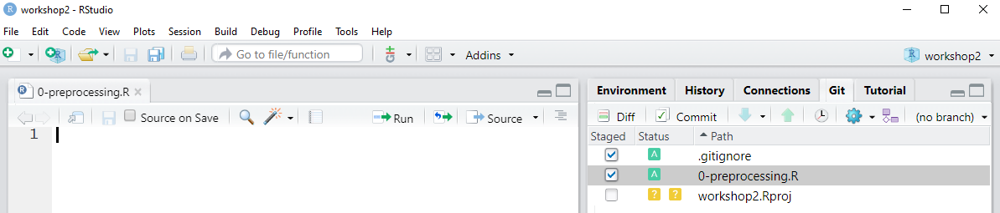 workshop2 - RStudio
File Edit Code View Plots Session Build Debug Profile Tools Help
Go to file/function Addins workshop2
0-preprocessing.R
Source on Save Run Source
1
Environment History Connections Git Tutorial
Diff Commit (no branch)
Staged Status Path
A .gitignore
A 0-preprocessing.R
? ? workshop2.Rproj